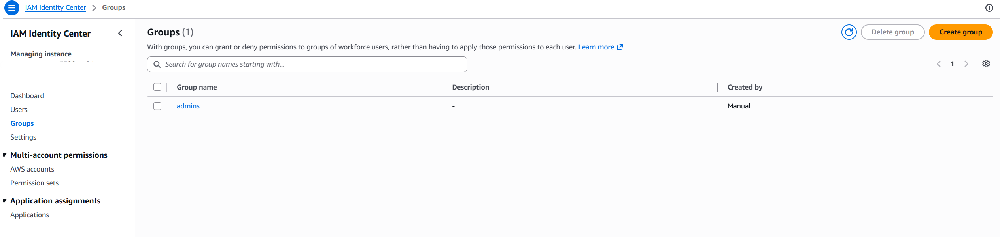 IAM Identity Center > Groups
IAM Identity Center
Managing instance
Dashboard
Users
Groups
Settings
Multi-account permissions
AWS accounts
Permission sets
Application assignments
Applications
Groups (1)
Delete group
Create group
With groups, you can grant or deny permissions to groups of workforce users, rather than having to apply those permissions to each user. Learn more
Search for group names starting with...
1
Group name Description Created by
admins - Manual